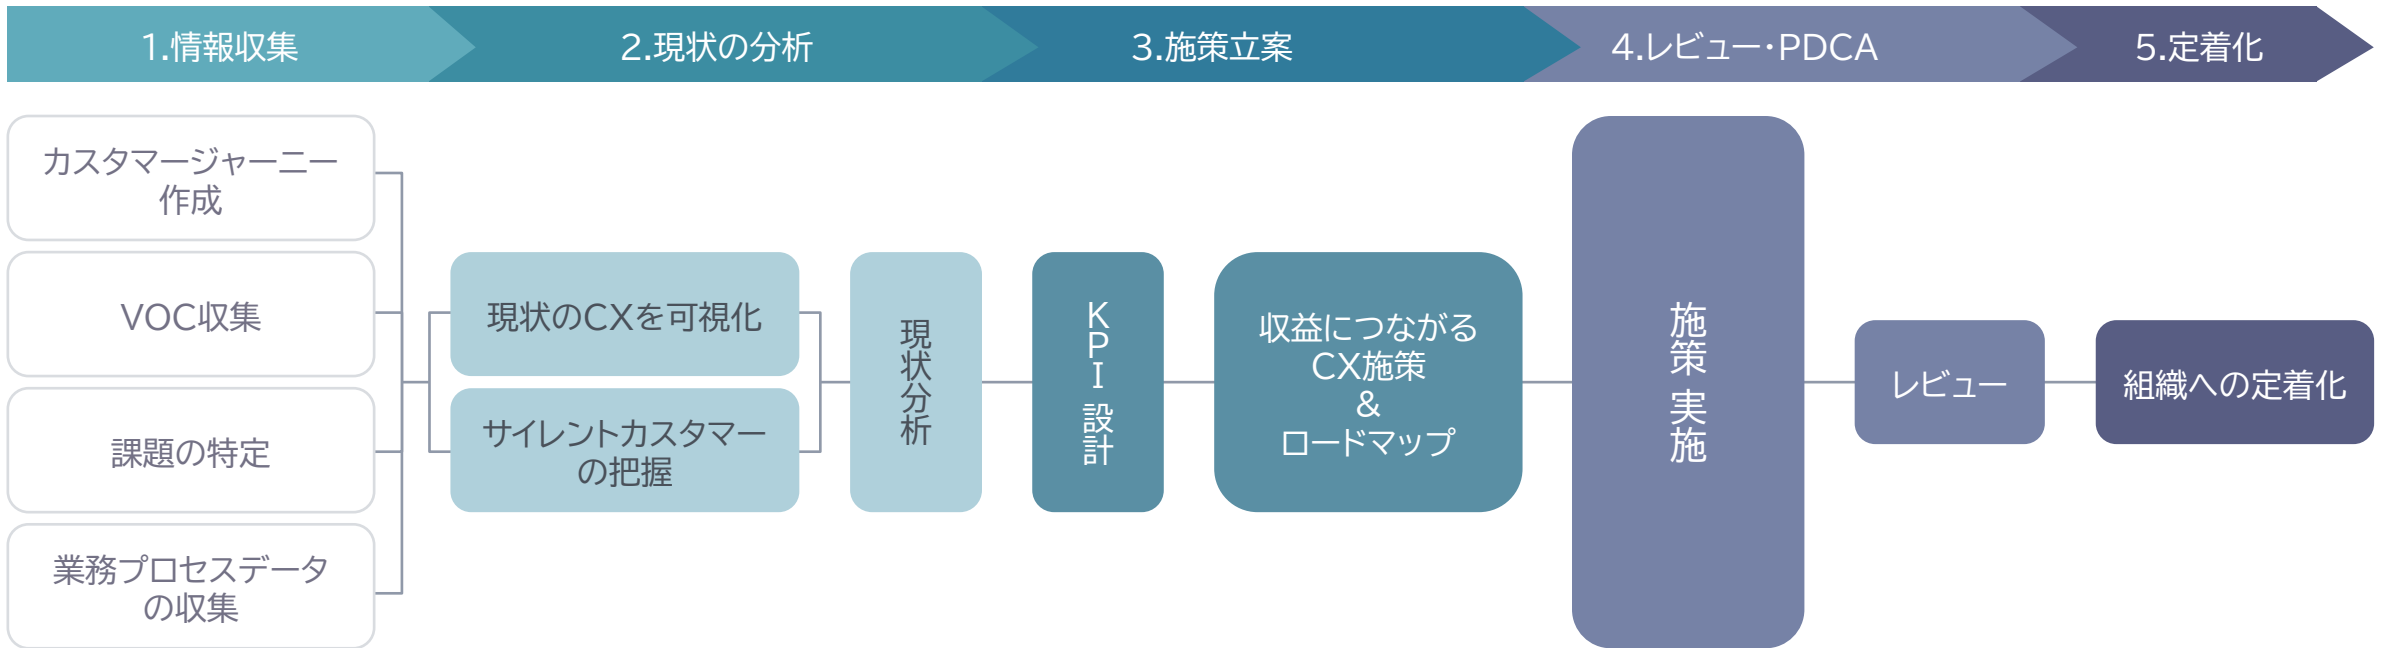 1.情報収集
2.現状の分析
3.施策立案
4.レビュー・PDCA
5.定着化
カスタマージャーニー
作成
VOC収集
課題の特定
業務プロセスデータ
の収集
現状のCXを可視化
サイレントカスタマー
の把握
現状分析
KPI設計
収益につながる
CX施策
&
ロードマップ
施策実施
レビュー
組織への定着化